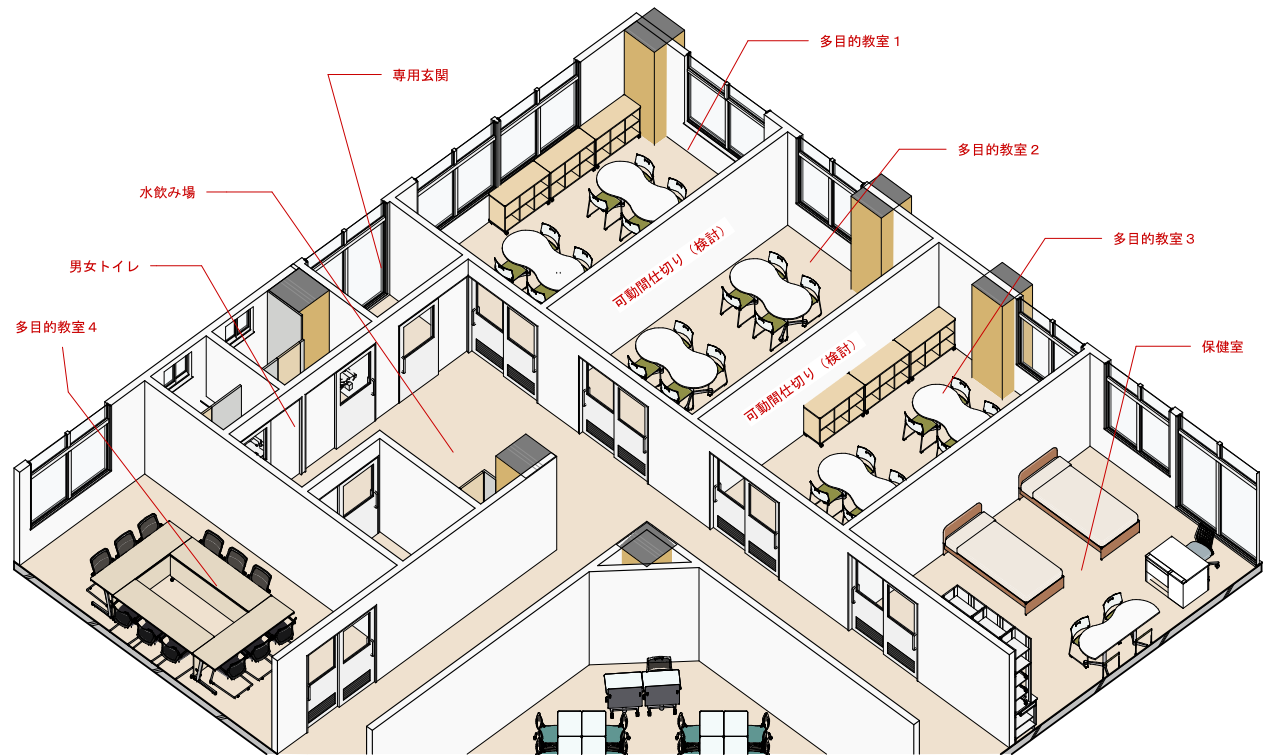 多目的教室１
専用玄関
多目的教室２
水飲み場
多目的教室３
男女トイレ
可動間仕切り（検討）
多目的教室４
保健室
可動間仕切り（検討）